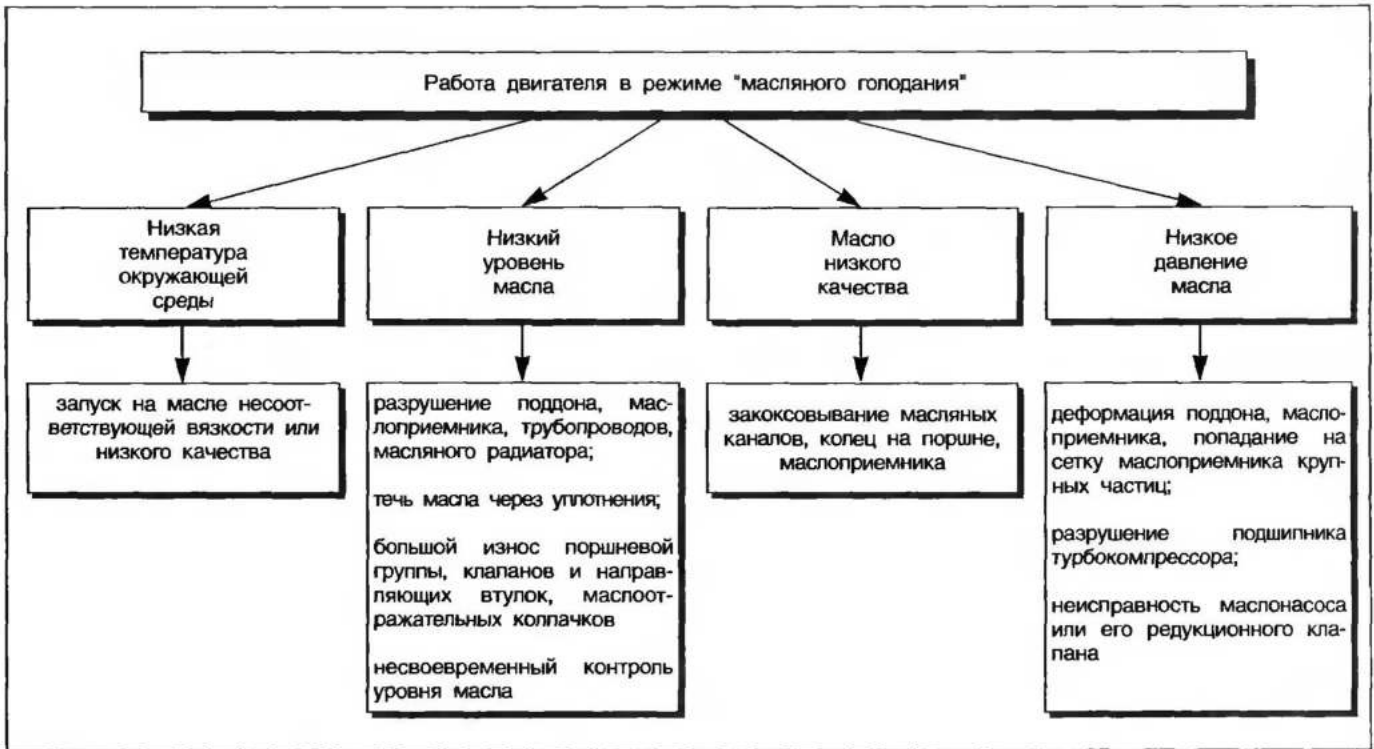 Работа двигателя в режиме "масляного голодания"
Низкая
температура
окружающей
среды
Низкий
уровень
масла
Масло
низкого
качества
Низкое
давление
масла
запуск на масле несоот-
ветствующей вязкости или
низкого качества
разрушение поддона, мас-
лоприемника, трубопроводов,
масляного радиатора;
течь масла через уплотнения;
большой износ поршневой
группы, клапанов и направ-
ляющих втулок, маслоот-
ражательных колпачков
несвоевременный контроль
уровня масла
закоксовывание масляных
каналов, колец на поршне,
маслоприемника
деформация поддона, масло-
приемника, попадание на
сетку маслоприемника круп-
ных частиц;
разрушение подшипника
турбокомпрессора;
неисправность маслонасоса
или его редукционного кла-
пана